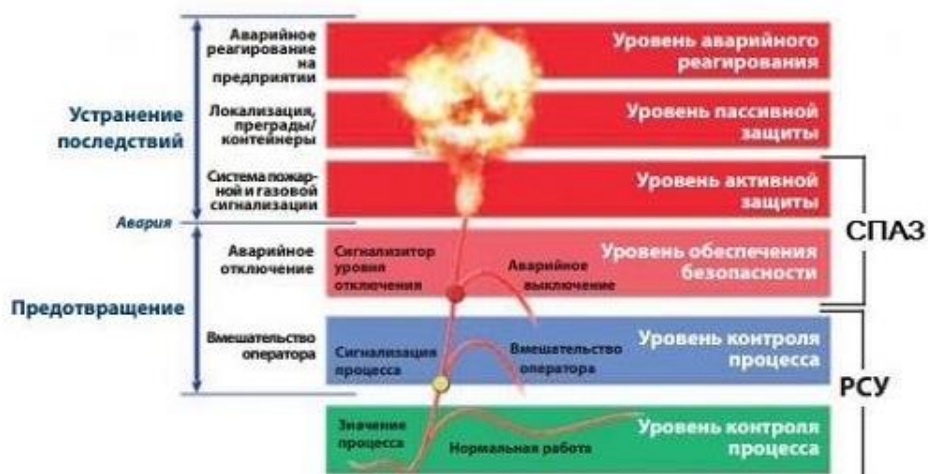 Аварийное
реагирование
на
предприятии
Уровень аварийного
реагирования
Устранение
последствий
Локализация,
преграды/
контейнеры
Уровень пассивной
защиты
Система пожар-
ной и газовой
сигнализации
Уровень активной
защиты
СПАЗ
Авария
Аварийное
отключение
Сигнализитор
уровня
отключения
Аварийное
выключение
Уровень обеспечения
безопасности
Предотвращение
Вмешательство
оператора
Сигнализация
процесса
Вмешательство
оператора
Уровень контроля
процесса
РСУ
Значение
процесса
Нормальная работа
Уровень контроля
процесса